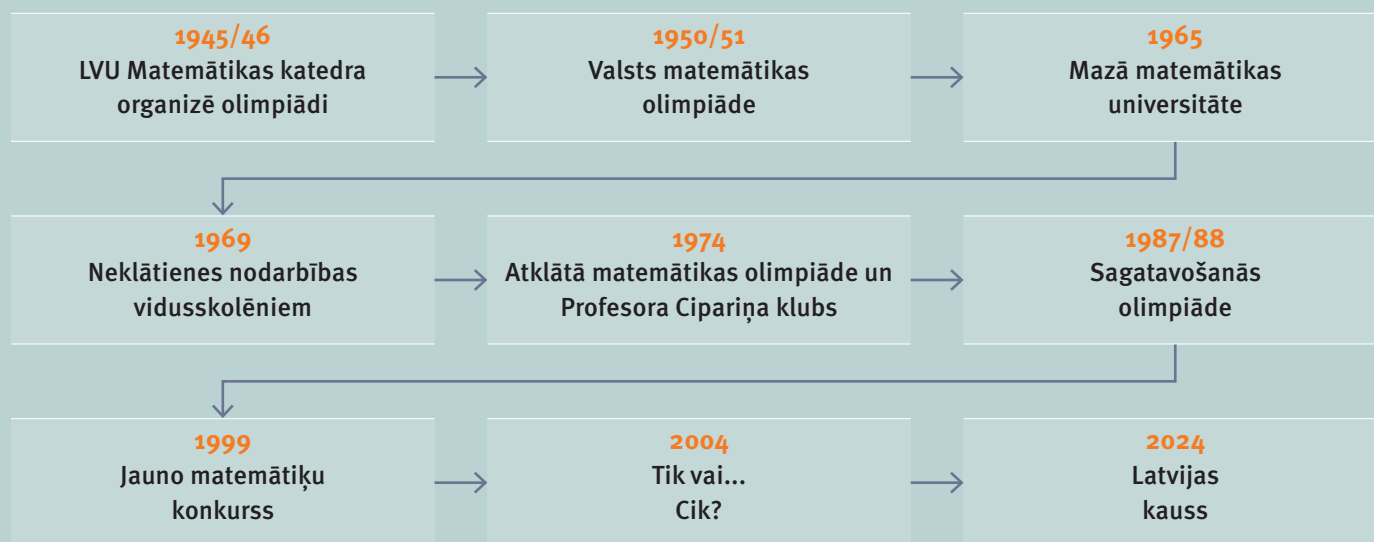 1945/46
LVU Matemātikas katedra
organizē olimpiādi
1950/51
Valsts matemātikas
olimpiāde
1965
Mazā matemātikas
universitāte
1969
Neklātienes nodarbības
vidusskolēniem
1974
Atklātā matemātikas olimpiāde un
Profesora Cipariņa klubs
1987/88
Sagatavošanās
olimpiāde
1999
Jauno matemātiķu
konkurss
2004
Tik vai...
Cik?
2024
Latvijas
kauss